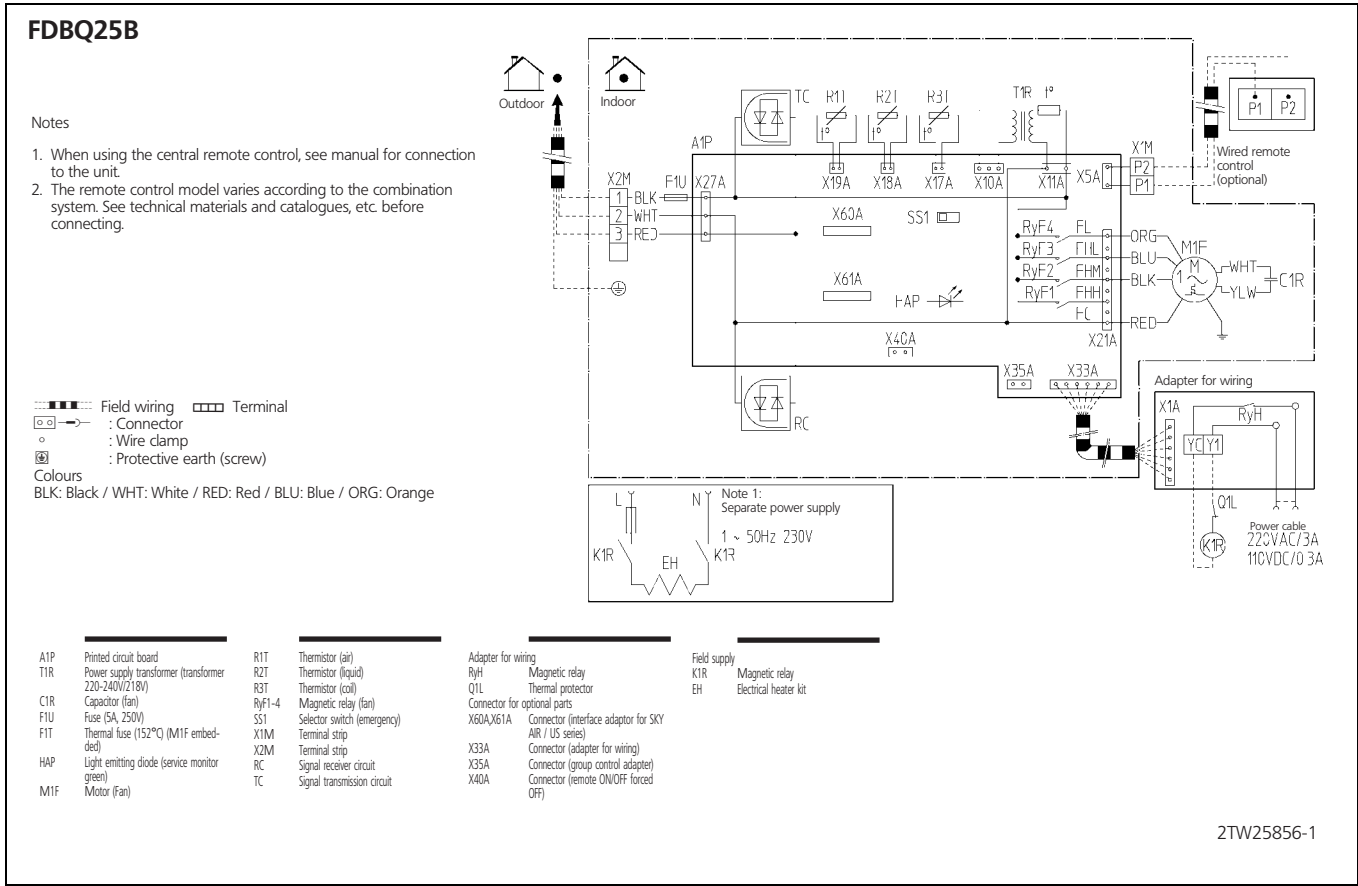 FDBQ25B
Notes
1. When using the central remote control, see manual for connection
to the unit.
2. The remote control model varies according to the combination
system. See technical materials and catalogues, etc. before
connecting.
Outdoor
Indoor
TC
R1T
R2T
R3T
T1R
t°
t°
t°
t°
P1
P2
Wired remote
control
(optional)
A1P
X1M
P2
P1
X5A
X2M
F1U
X27A
X19A
X18A
X17A
X10A
X11A
1
BLK
2
WHT
3
RED
X60A
SS1
X61A
HAP
RyF4
FL
ORG
RyF3
FHL
BLU
RyF2
FHM
BLK
RyF1
FHH
FC
RED
X21A
M1F
M
1
WHT
YLW
C1R
X40A
X35A
X33A
RC
Adapter for wiring
X1A
RyH
YC
Y1
Q1L
K1R
Power cable
220VAC/3A
110VDC/0.3A
Field wiring
Terminal
: Connector
: Wire clamp
: Protective earth (screw)
Colours
BLK: Black / WHT: White / RED: Red / BLU: Blue / ORG: Orange
L
N
Note 1:
Separate power supply
1 ~ 50Hz 230V
K1R
EH
K1R
A1P Printed circuit board
T1R Power supply transformer (transformer
220-240V/218V)
C1R Capacitor (fan)
F1U Fuse (5A, 250V)
F1T Thermal fuse (152°C) (M1F embed-
ded)
HAP Light emitting diode (service monitor
green)
M1F Motor (Fan)
R1T Thermistor (air)
R2T Thermistor (liquid)
R3T Thermistor (coil)
RyF1-4 Magnetic relay (fan)
SS1 Selector switch (emergency)
X1M Terminal strip
X2M Terminal strip
RC Signal receiver circuit
TC Signal transmission circuit
Adapter for wiring
RyH Magnetic relay
Q1L Thermal protector
Connector for optional parts
X60A,X61A Connector (interface adaptor for SKY
AIR / US series)
X33A Connector (adapter for wiring)
X35A Connector (group control adapter)
X40A Connector (remote ON/OFF forced
OFF)
Field supply
K1R Magnetic relay
EH Electrical heater kit
2TW25856-1